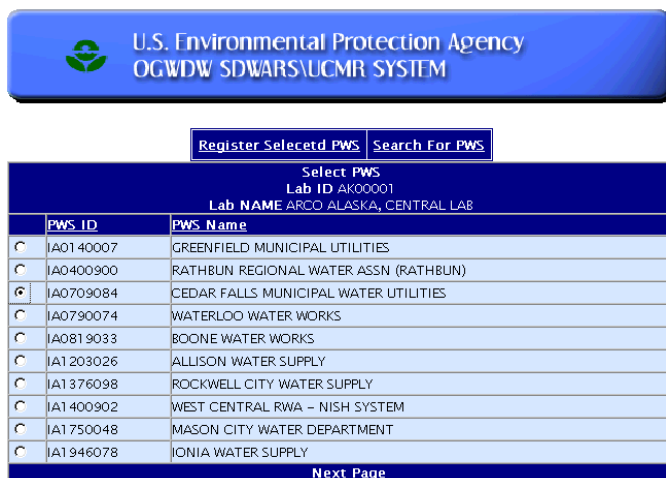 U.S. Environmental Protection Agency
OGWDW SDWARS\UCMR SYSTEM
Register Selecetd PWS Search For PWS
Select PWS
Lab ID AK00001
Lab NAME ARCO ALASKA, CENTRAL LAB
PWS ID PWS Name
IA0140007 GREENFIELD MUNICIPAL UTILITIES
IA0400900 RATHBUN REGIONAL WATER ASSN (RATHBUN)
IA0709084 CEDAR FALLS MUNICIPAL WATER UTILITIES
IA0790074 WATERLOO WATER WORKS
IA0819033 BOONE WATER WORKS
IA1203026 ALLISON WATER SUPPLY
IA1376098 ROCKWELL CITY WATER SUPPLY
IA1400902 WEST CENTRAL RWA - NISH SYSTEM
IA1750048 MASON CITY WATER DEPARTMENT
IA1946078 IONIA WATER SUPPLY
Next Page